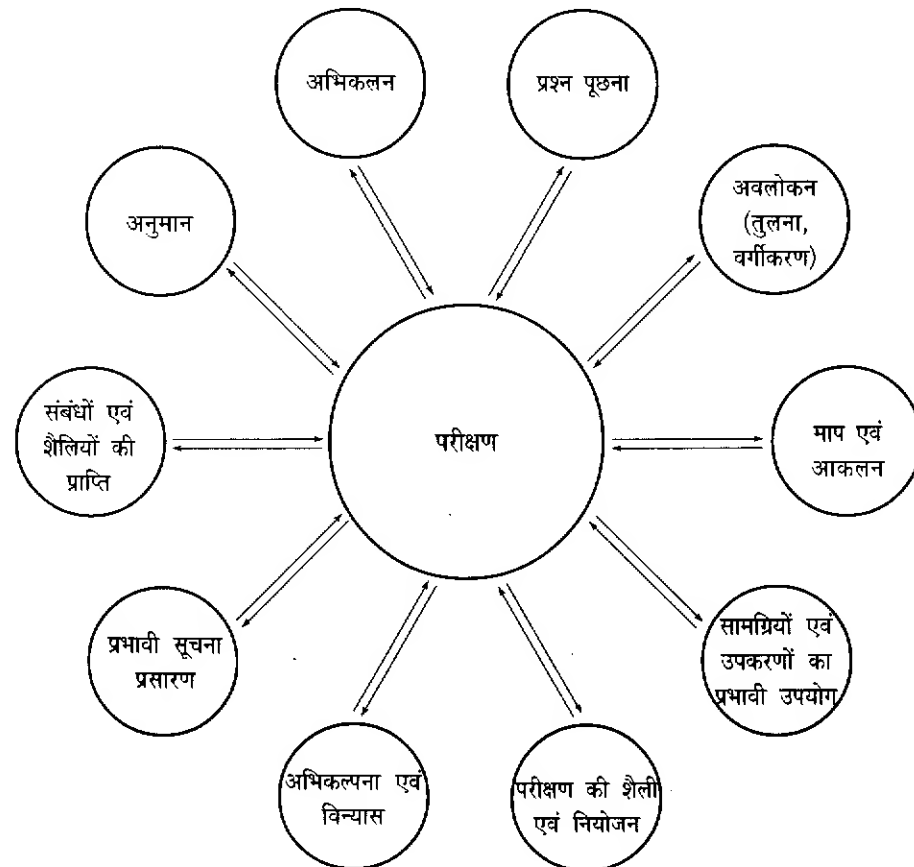 अभिकलन
प्रश्न पूछना
अवलोकन
(तुलना,
वर्गीकरण)
अनुमान
संबंधों एवं
शैलियों की
प्राप्ति
परीक्षण
माप एवं
आकलन
प्रभावी सूचना
प्रसारण
सामग्रियों एवं
उपकरणों का
प्रभावी उपयोग
अभिकल्पना एवं
विन्यास
परीक्षण की शैली
एवं नियोजन